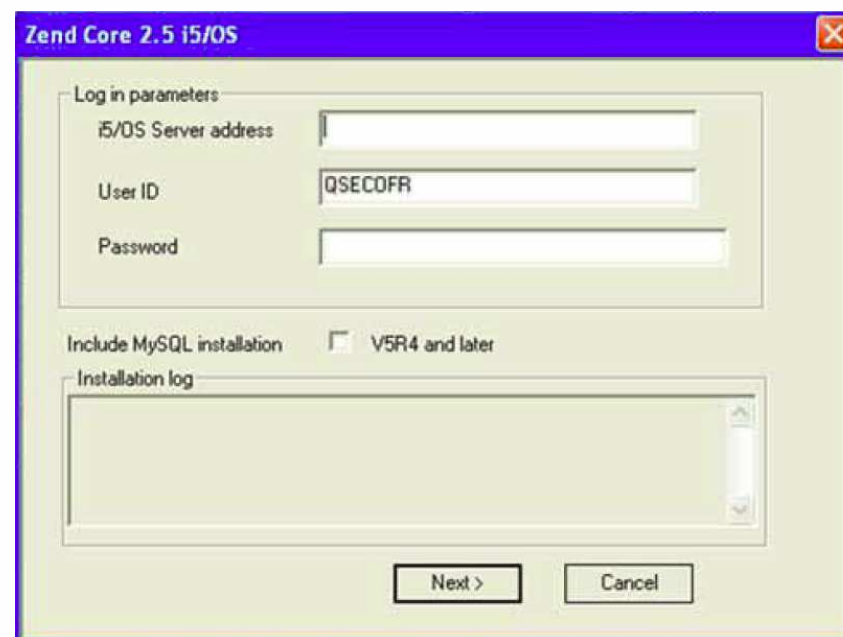 Zend Core 2.5 i5/OS
Log in parameters
i5/OS Server address
User ID QSECOFR
Password
Include MySQL installation V5R4 and later
Installation log
Next > Cancel